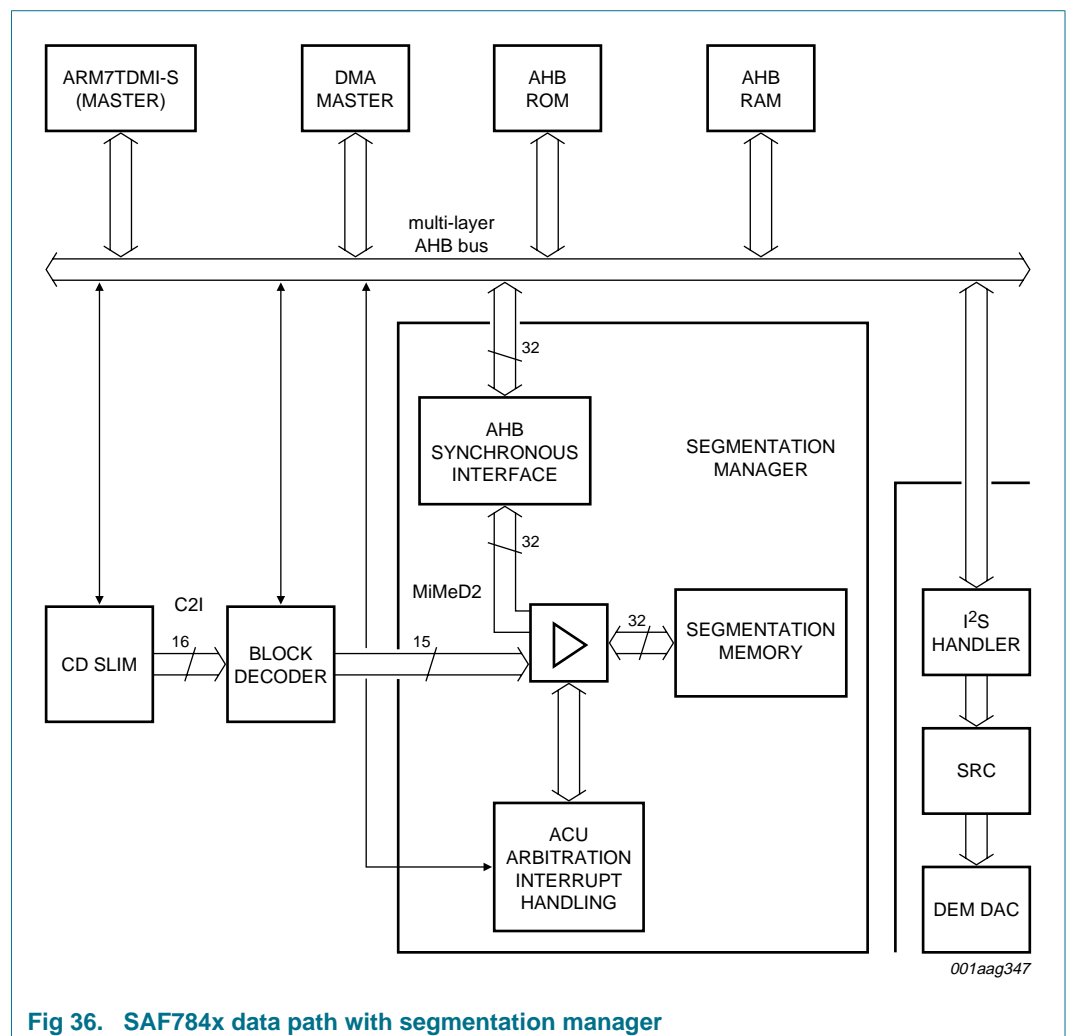 ARM7TDMI-S
(MASTER)
DMA
MASTER
AHB
ROM
AHB
RAM
multi-layer
AHB bus
32
AHB
SYNCHRONOUS
INTERFACE
SEGMENTATION
MANAGER
32
MiMeD2
C2I
16
15
32
CD SLIM
BLOCK
DECODER
SEGMENTATION
MEMORY
I2S
HANDLER
SRC
ACU
ARBITRATION
INTERRUPT
HANDLING
DEM DAC
001aag347
Fig 36. SAF784x data path with segmentation manager